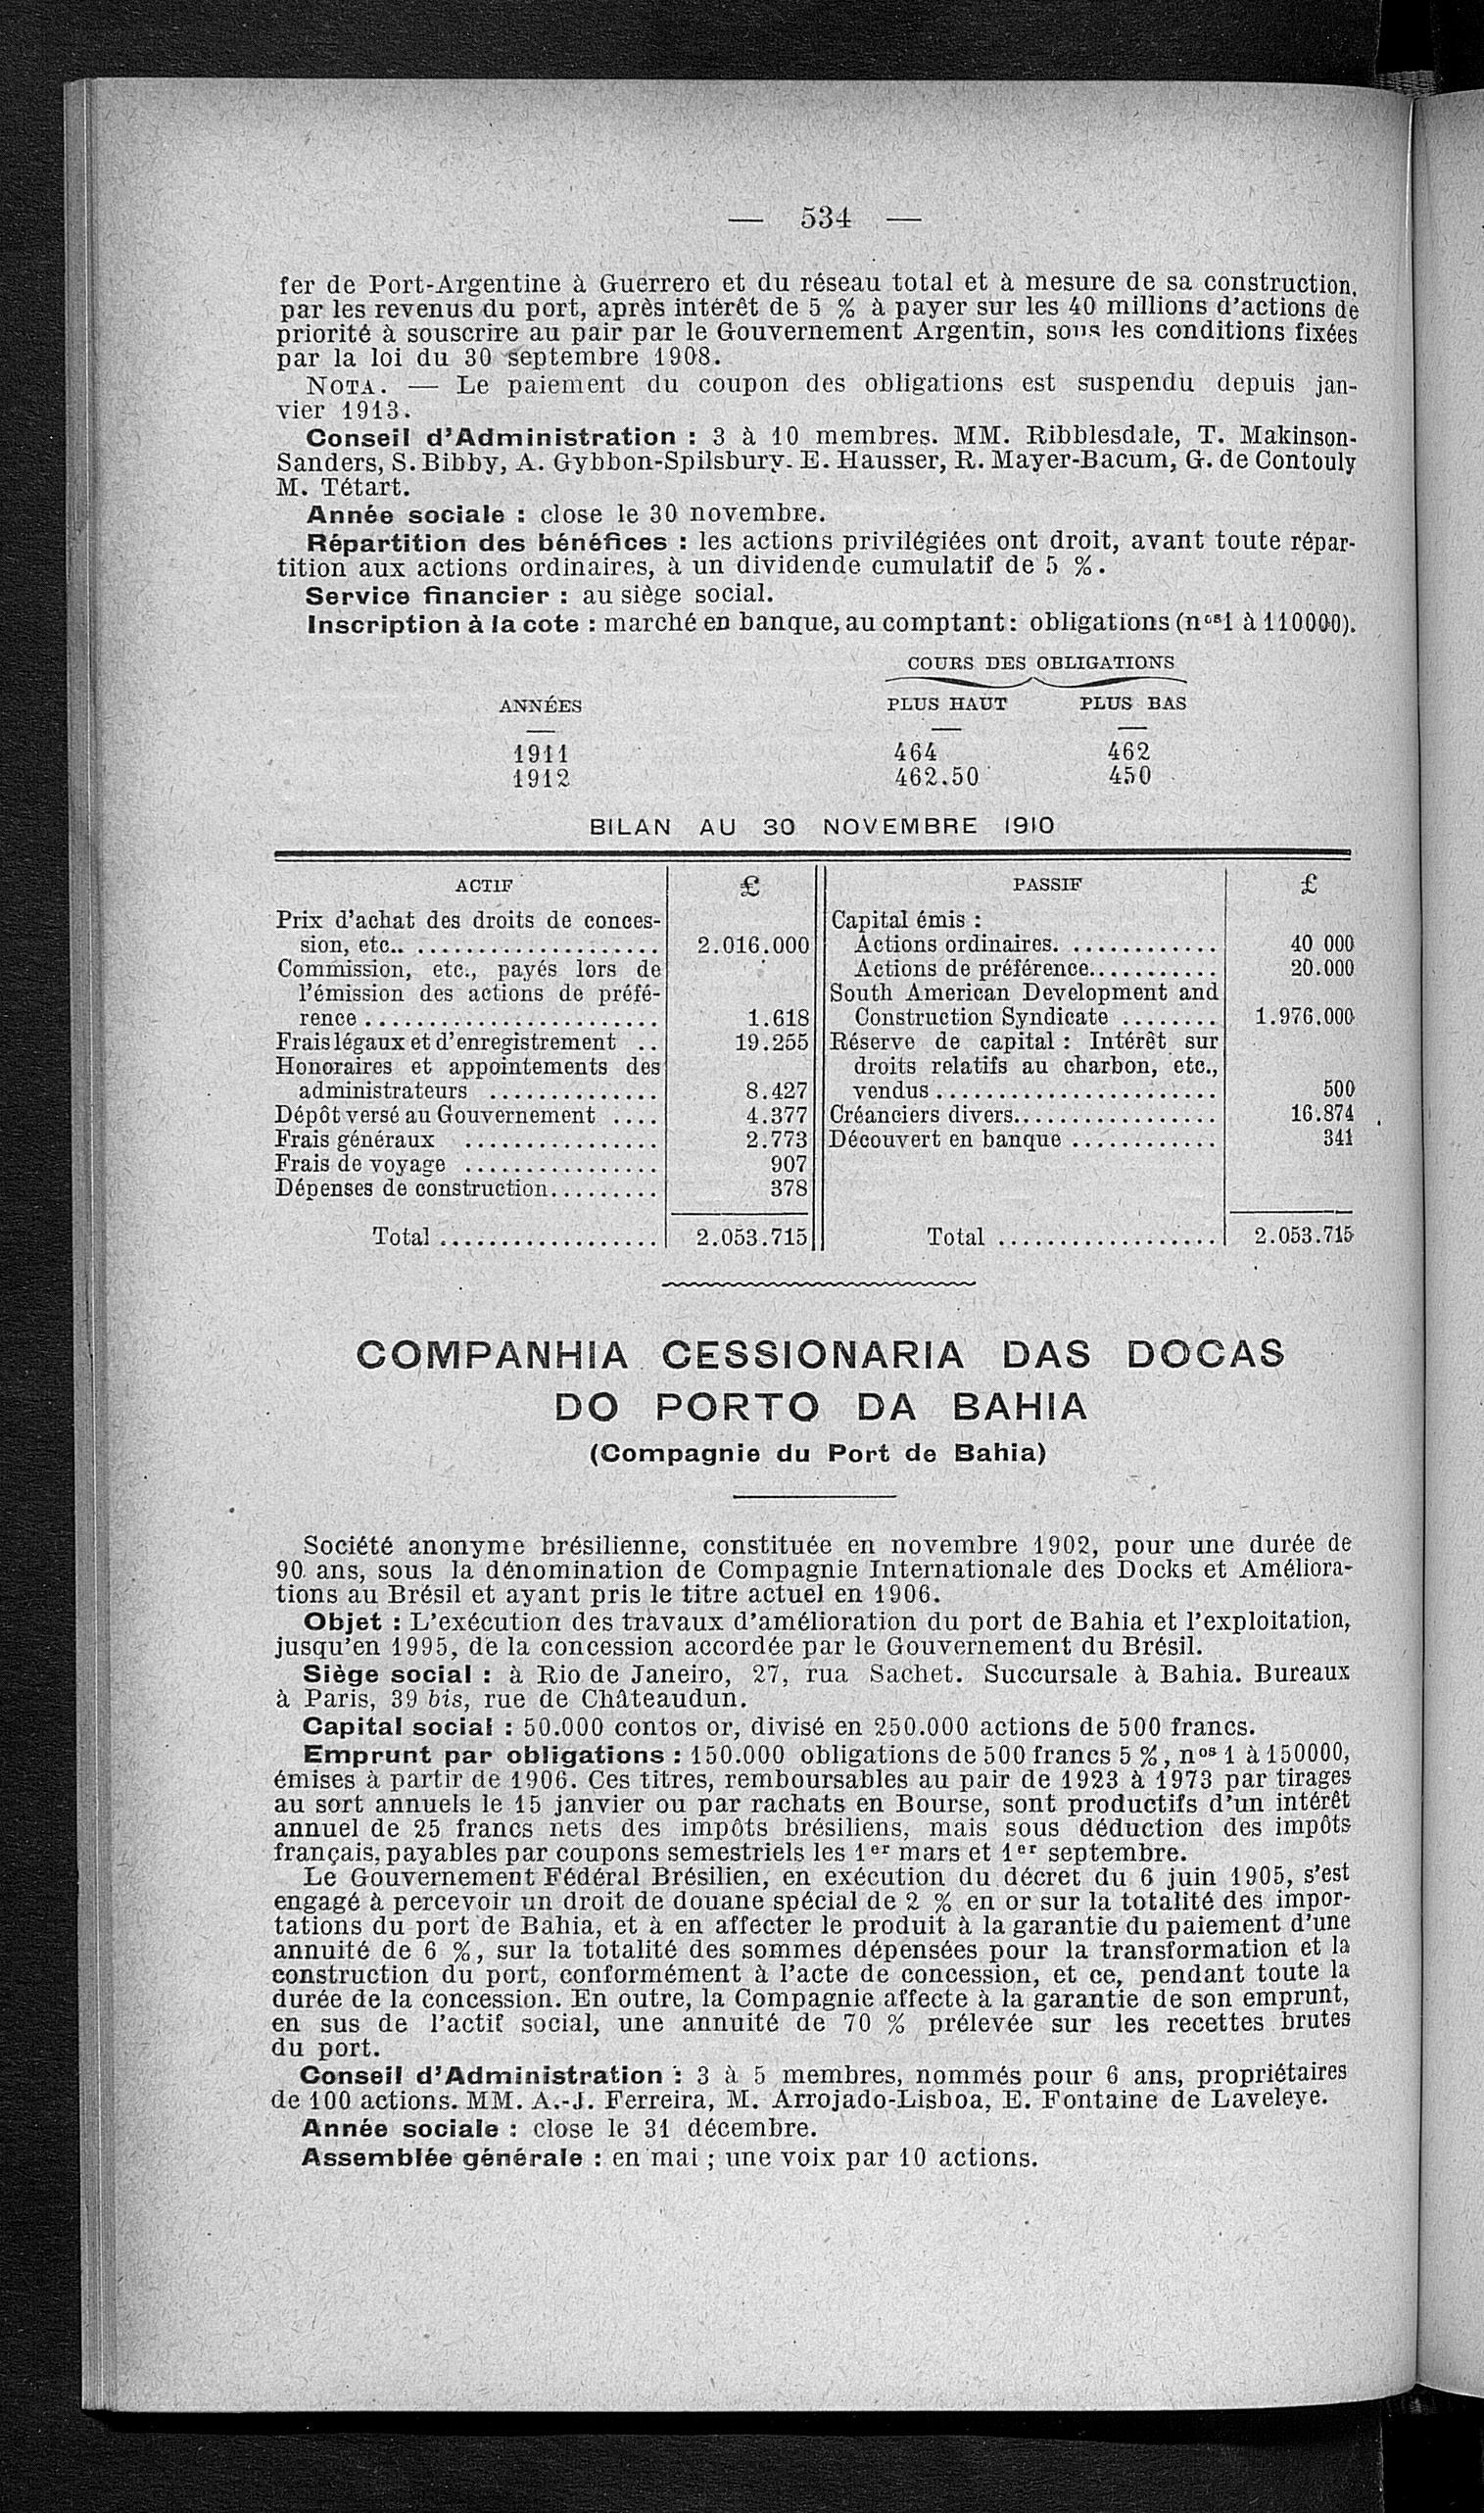 — 534 —
fer de Port-Argentine à Guerrero et du réseau total et à mesure de sa construction,
par les revenus du port, après intérêt de 5 % à payer sur les 40 millions d'actions de
priorité à souscrire au pair par le Gouvernement Argentin, sous les conditions fixées
par la loi du 30 septembre 1908.
NOTA. — Le paiement du coupon des obligations est suspendu depuis jan-
vier 1913.
Conseil d'Administration : 3 à 10 membres. MM. Ribblesdale, T. Makinson-
Sanders, S. Bibby, A. Gybbon-Spilsbury. E. Hausser, R. Mayer-Bacum, G. de Contouly
M. Tétart.
Année sociale : close le 30 novembre.
Répartition des bénéfices : les actions privilégiées ont droit, avant toute répar-
tition aux actions ordinaires, à un dividende cumulatif de 5 %.
Service financier : au siège social.
Inscription à la cote : marché en banque, au comptant : obligations (nos 1 à 110000).
COURS DES OBLIGATIONS
ANNÉES PLUS HAUT PLUS BAS
1911 464 462
1912 462.50 450
BILAN AU 30 NOVEMBRE 1910
ACTIF £ PASSIF £
Prix d'achat des droits de conces- Capital émis :
sion, etc.. .................... 2.016.000 Actions ordinaires. ............ 40 000
Commission, etc., payés lors de Actions de préférence........... 20.000
l'émission des actions de préfé- South American Development and
rence ........................ 1.618 Construction Syndicate ........ 1.976.000
Frais légaux et d'enregistrement .. 19.255 Réserve de capital : Intérêt sur
Honoraires et appointements des droits relatifs au charbon, etc.,
administrateurs .............. 8.427 vendus ....................... 500
Dépôt versé au Gouvernement .... 4.377 Créanciers divers................. 16.874
Frais généraux ................ 2.773 Découvert en banque ............ 341
Frais de voyage ................ 907
Dépenses de construction......... 378
Total .................. 2.053.715 Total .................. 2.053.715
COMPANHIA CESSIONARIA DAS DOCAS
DO PORTO DA BAHIA
(Compagnie du Port de Bahia)
Société anonyme brésilienne, constituée en novembre 1902, pour une durée de
90 ans, sous la dénomination de Compagnie Internationale des Docks et Améliora-
tions au Brésil et ayant pris le titre actuel en 1906.
Objet : L'exécution des travaux d'amélioration du port de Bahia et l'exploitation,
jusqu'en 1995, de la concession accordée par le Gouvernement du Brésil.
Siège social : à Rio de Janeiro, 27, rua Sachet. Succursale à Bahia. Bureaux
à Paris, 39 bis, rue de Châteaudun.
Capital social : 50.000 contos or, divisé en 250.000 actions de 500 francs.
Emprunt par obligations : 150.000 obligations de 500 francs 5 %, nos 1 à 150000,
émises à partir de 1906. Ces titres, remboursables au pair de 1923 à 1973 par tirages
au sort annuels le 15 janvier ou par rachats en Bourse, sont productifs d'un intérêt
annuel de 25 francs nets des impôts brésiliens, mais sous déduction des impôts
français, payables par coupons semestriels les 1er mars et 1er septembre.
Le Gouvernement Fédéral Brésilien, en exécution du décret du 6 juin 1905, s'est
engagé à percevoir un droit de douane spécial de 2 % en or sur la totalité des impor-
tations du port de Bahia, et à en affecter le produit à la garantie du paiement d'une
annuité de 6 %, sur la totalité des sommes dépensées pour la transformation et la
construction du port, conformément à l'acte de concession, et ce, pendant toute la
durée de la concession. En outre, la Compagnie affecte à la garantie de son emprunt,
en sus de l'actif social, une annuité de 70 % prélevée sur les recettes brutes
du port.
Conseil d'Administration : 3 à 5 membres, nommés pour 6 ans, propriétaires
de 100 actions. MM. A.-J. Ferreira, M. Arrojado-Lisboa, E. Fontaine de Laveleye.
Année sociale : close le 31 décembre.
Assemblée générale : en mai ; une voix par 10 actions.